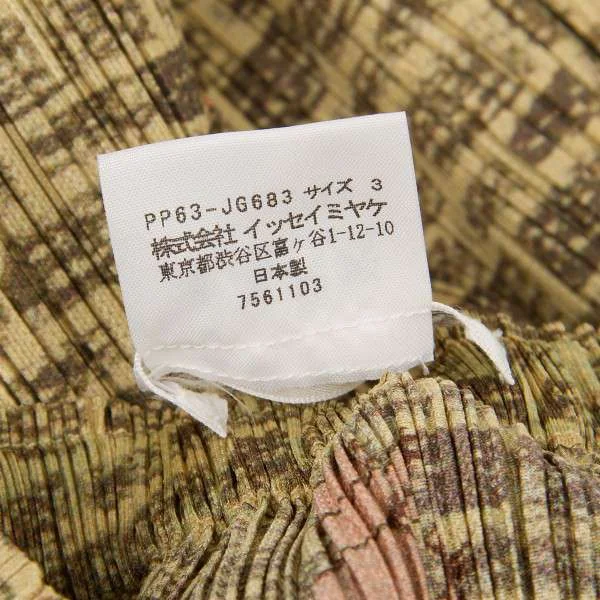 PP63-JG683 サイズ 3
株式会社 イッセイミヤケ
東京都渋谷区富ヶ谷1-12-10
日本製
7561103